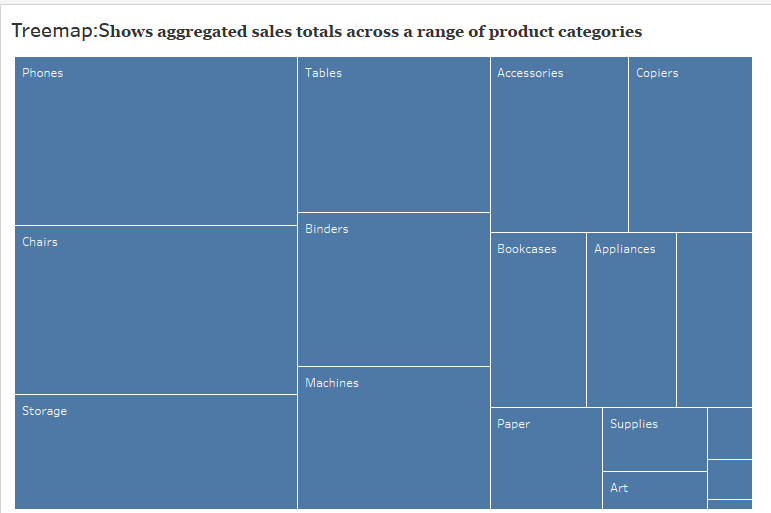 Treemap:Shows aggregated sales totals across a range of product categories
Phones
Tables
Accessories
Copiers
Chairs
Binders
Bookcases
Appliances
Machines
Storage
Paper
Supplies
Art